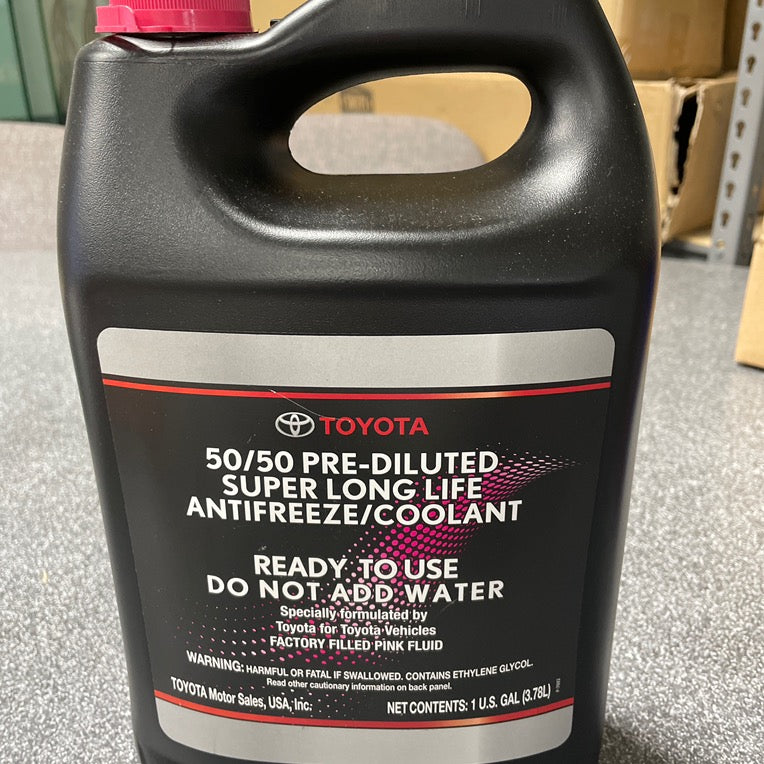 TOYOTA
50/50 PRE-DILUTED
SUPER LONG LIFE
ANTIFREEZE/COOLANT
READY TO USE
DO NOT ADD WATER
Specially formulated by
Toyota for Toyota Vehicles
FACTORY FILLED PINK FLUID
WARNING: HARMFUL OR FATAL IF SWALLOWED. CONTAINS ETHYLENE GLYCOL.
Read other cautionary information on back panel.
TOYOTA Motor Sales, USA, Inc.
NET CONTENTS: 1 U.S. GAL (3.78L)